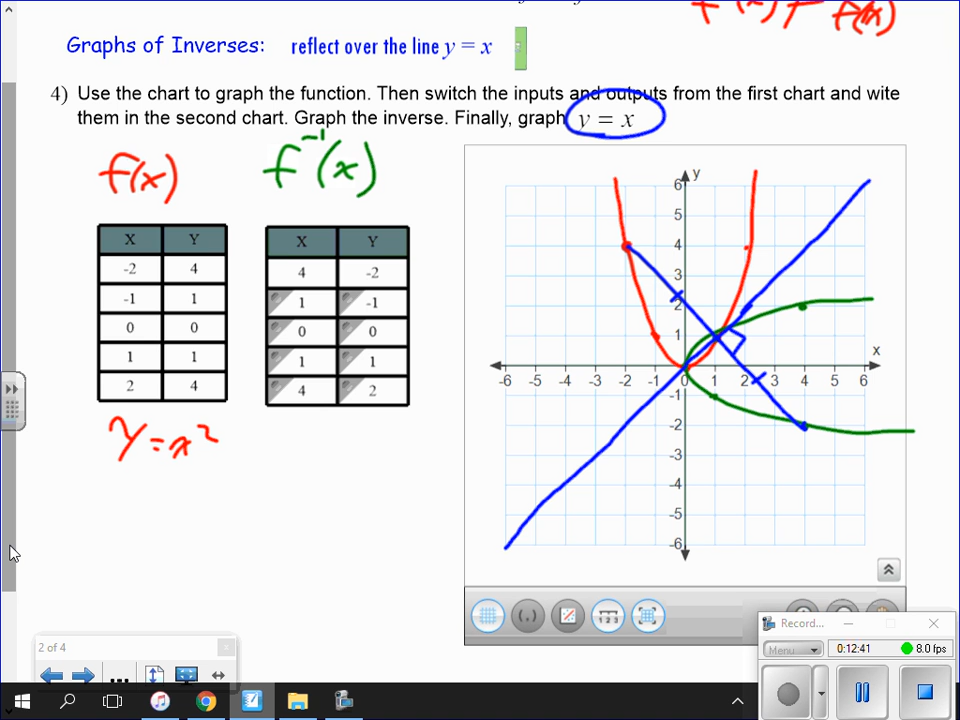 f(x) f f(x)
Graphs of Inverses: reflect over the line y = x
4) Use the chart to graph the function. Then switch the inputs and outputs from the first chart and wite
them in the second chart. Graph the inverse. Finally, graph y = x
f(x) f⁻¹(x)
X Y
-2 4
-1 1
0 0
1 1
2 4
X Y
4 -2
1 -1
0 0
1 1
4 2
y = x²
y
6
5
4
3
2
1
x
-6 -5 -4 -3 -2 -1 0 1 2 3 4 5 6
-1
-2
-3
-4
-5
-6
(,)
1 2 3
2 of 4
Record...
Menu 0:12:41 8.0 fps